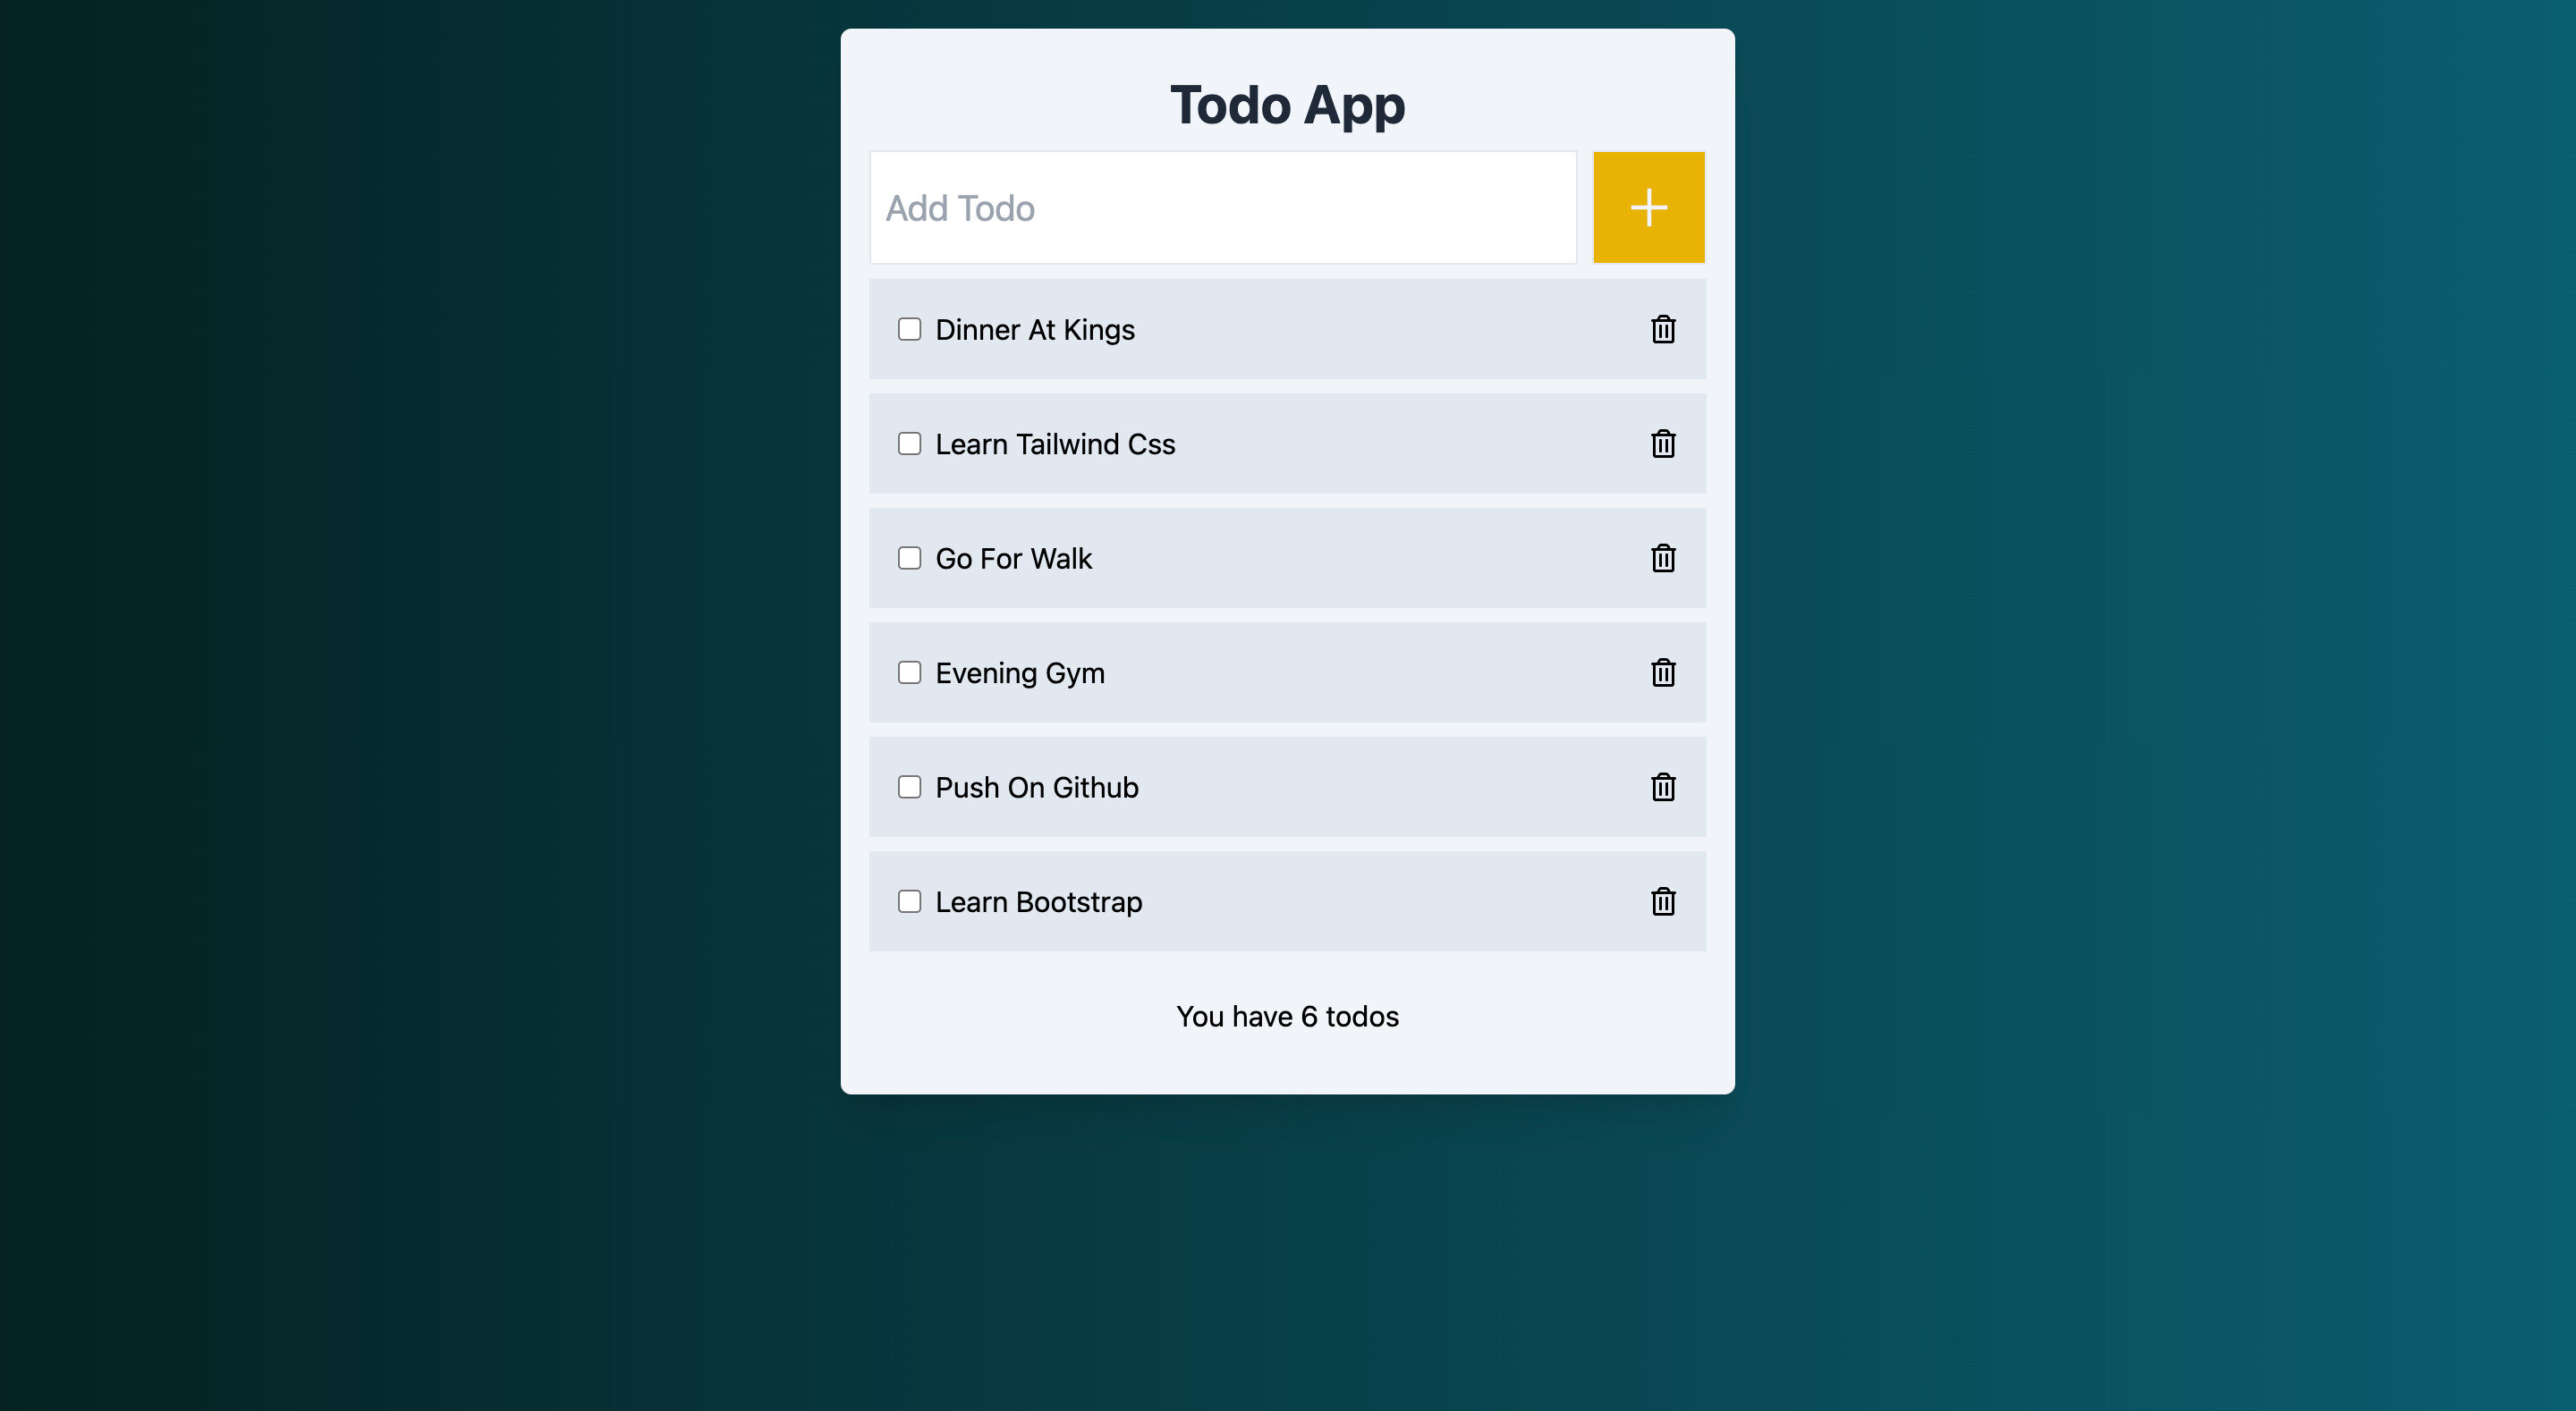 Todo App
Add Todo
Dinner At Kings
Learn Tailwind Css
Go For Walk
Evening Gym
Push On Github
Learn Bootstrap
You have 6 todos